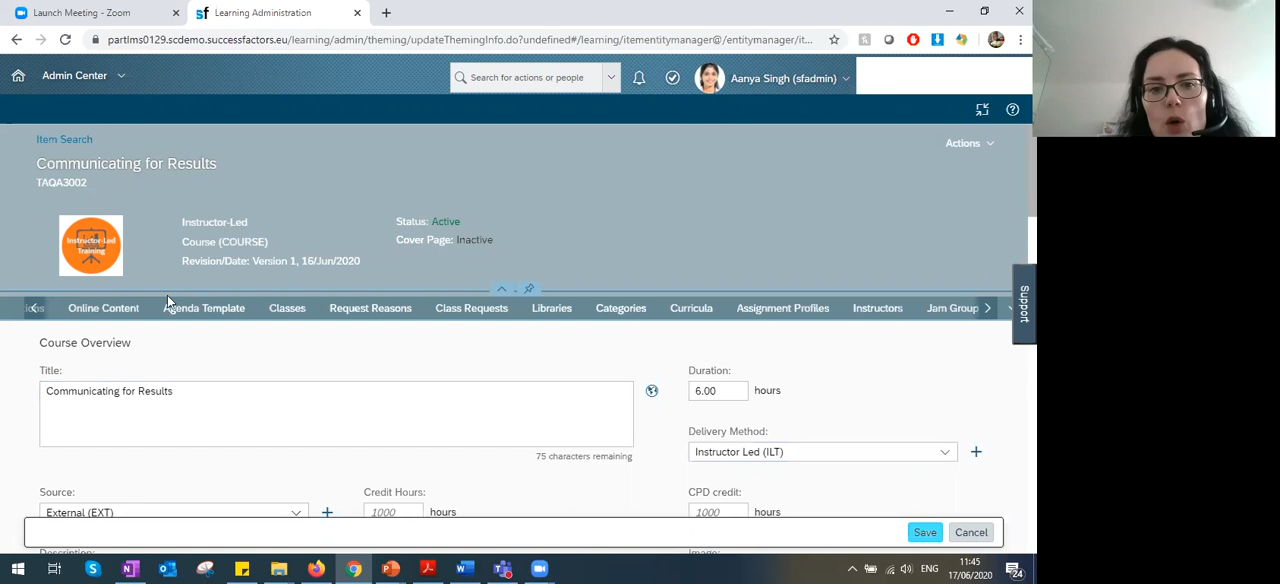 Launch Meeting - Zoom
sf Learning Administration
partlms0129.scdemo.successfactors.eu/learning/admin/theming/updateThemingInfo.do?undefined#/learning/itementitymanager@/entitymanager/it...
Admin Center
Search for actions or people
Aanya Singh (sfadmin)
Item Search
Actions
Communicating for Results
TAQA3002
Instructor-Led
Training
Instructor-Led
Course (COURSE)
Revision/Date: Version 1, 16/Jun/2020
Status: Active
Cover Page: Inactive
Support
Online Content Agenda Template Classes Request Reasons Class Requests Libraries Categories Curricula Assignment Profiles Instructors Jam Group
Course Overview
Title:
Communicating for Results
75 characters remaining
Duration:
6.00 hours
Delivery Method:
Instructor Led (ILT)
Source:
External (EXT)
Credit Hours:
1000 hours
CPD credit:
1000 hours
Save Cancel
ENG
11:45
17/06/2020
24